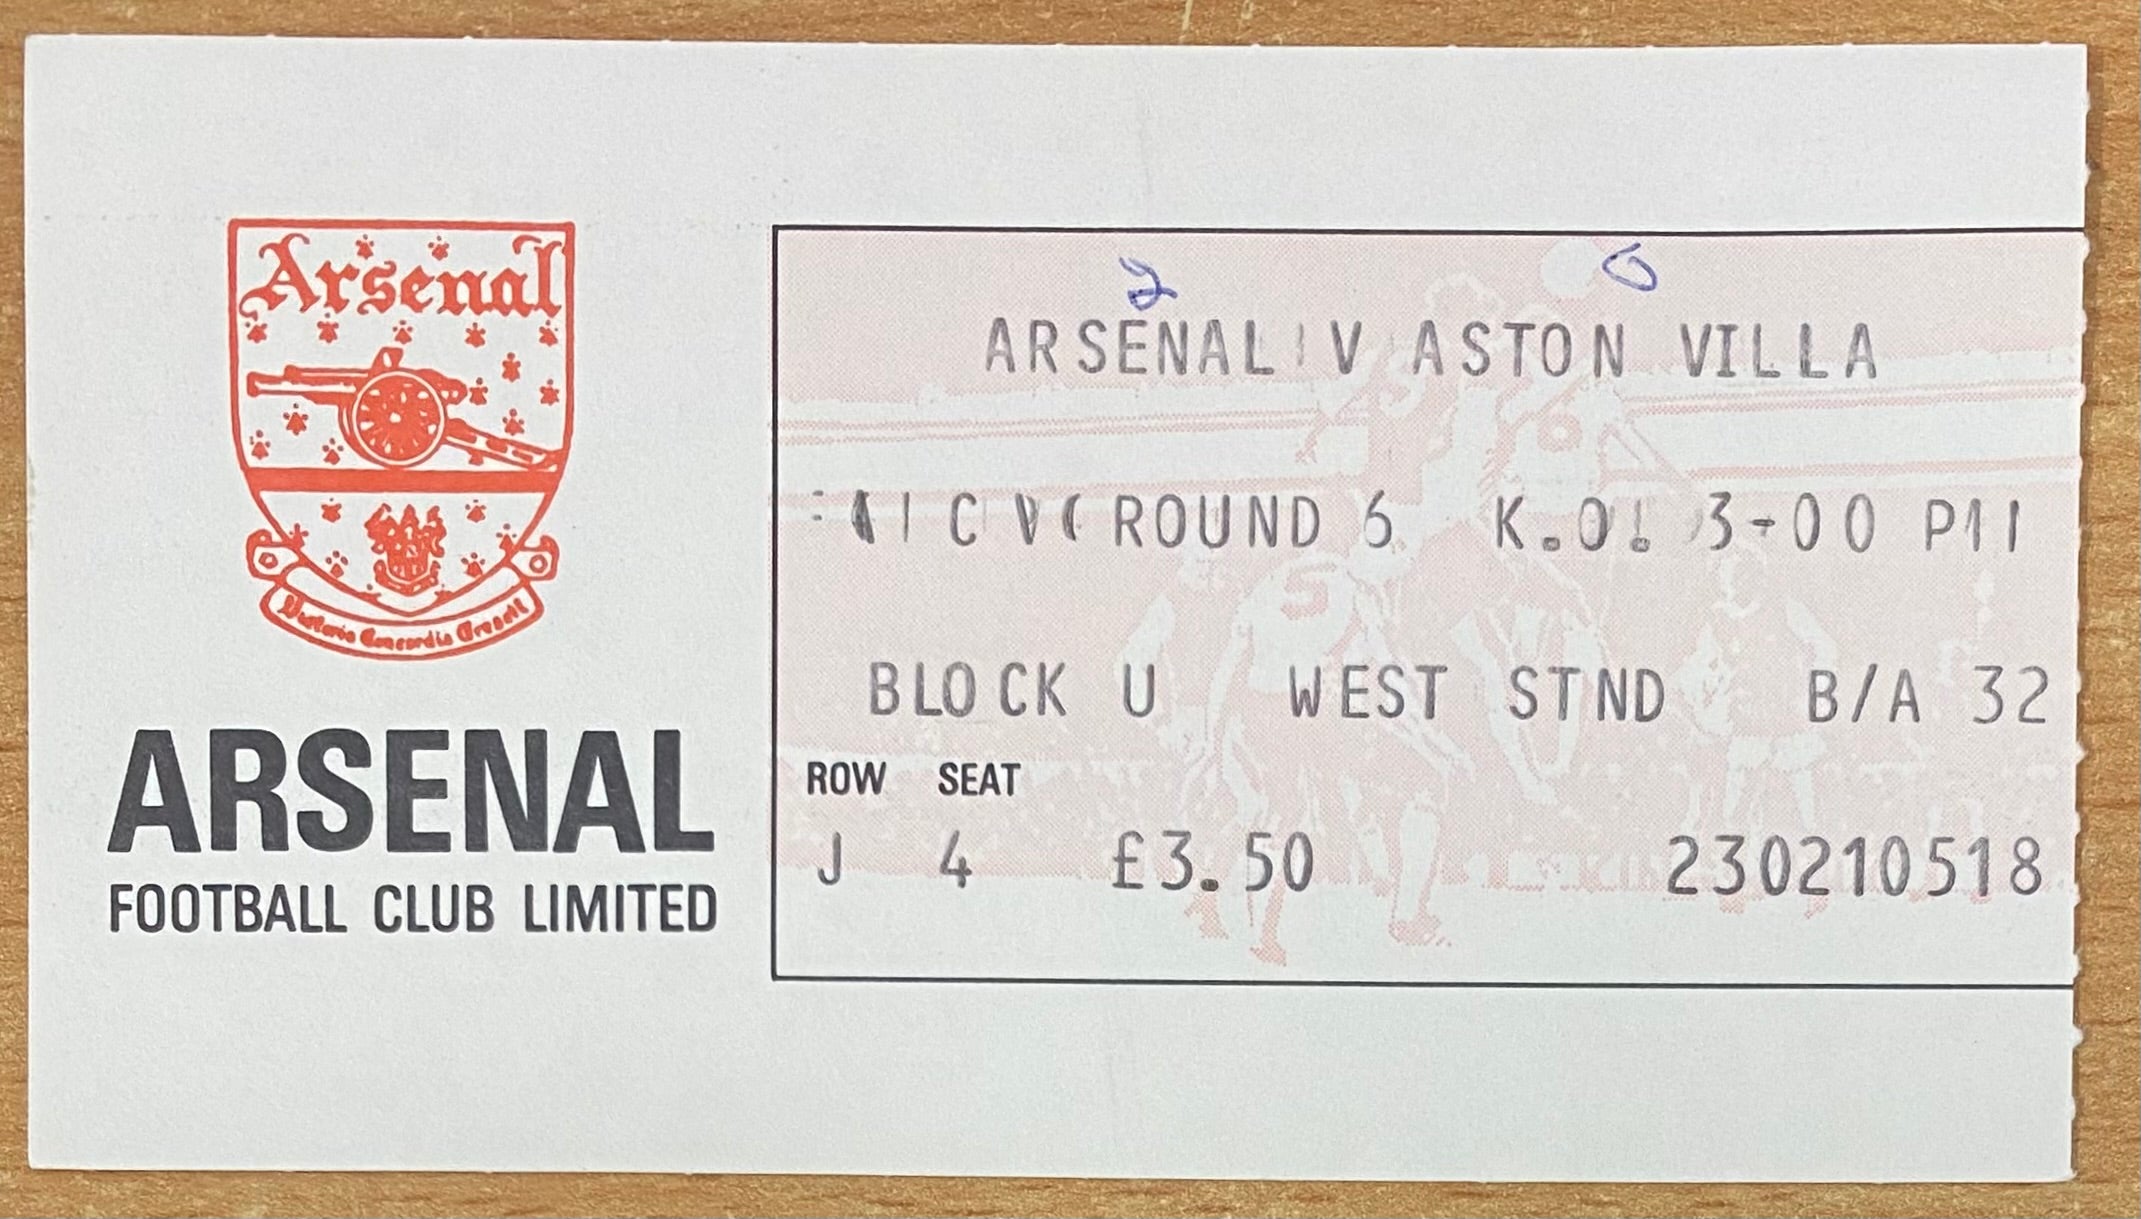 Arsenal
Victoria Concordia Crescit
ARSENAL
FOOTBALL CLUB LIMITED
2 0
ARSENAL V ASTON VILLA
ROUND 6 K.O. 3-00
BLOCK U WEST STND B/A 32
ROW SEAT
J 4 £3.50 230210518